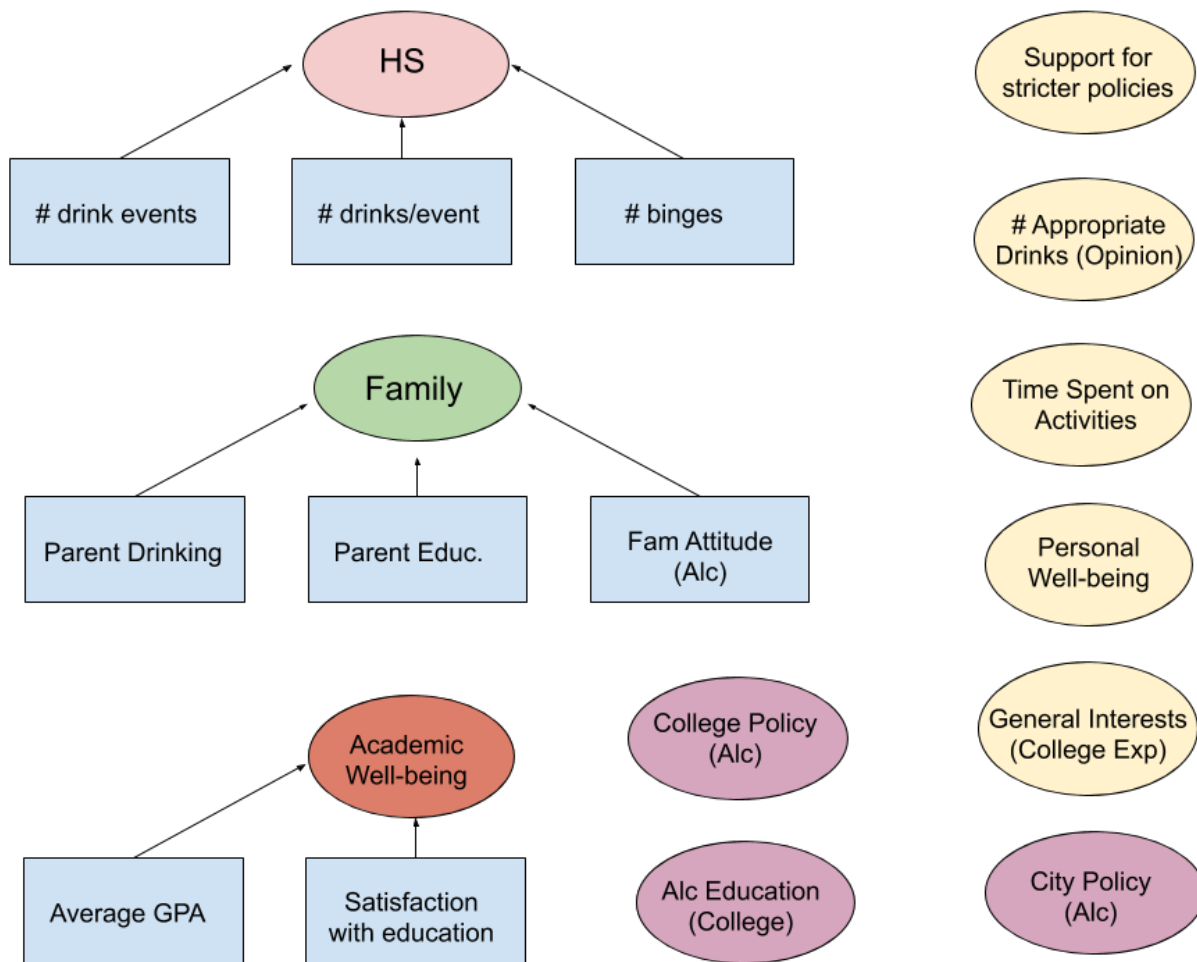 HS
# drink events
# drinks/event
# binges
Family
Parent Drinking
Parent Educ.
Fam Attitude
(Alc)
Academic
Well-being
Average GPA
Satisfaction
with education
College Policy
(Alc)
Alc Education
(College)
Support for
stricter policies
# Appropriate
Drinks (Opinion)
Time Spent on
Activities
Personal
Well-being
General Interests
(College Exp)
City Policy
(Alc)